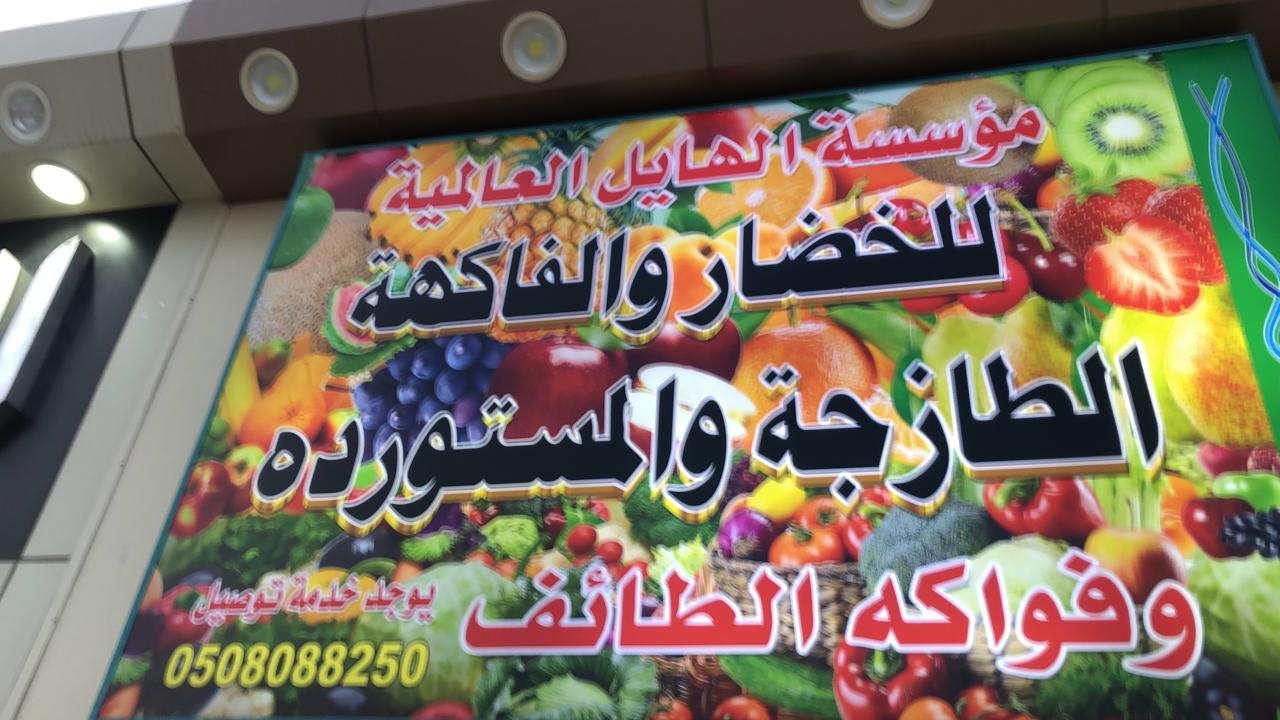 مؤسسة الهايل العالمية
للخضار والفاكهة
الطازجة والمستورده
وفواكه الطائف
يوجد خدمة توصيل
0508088250